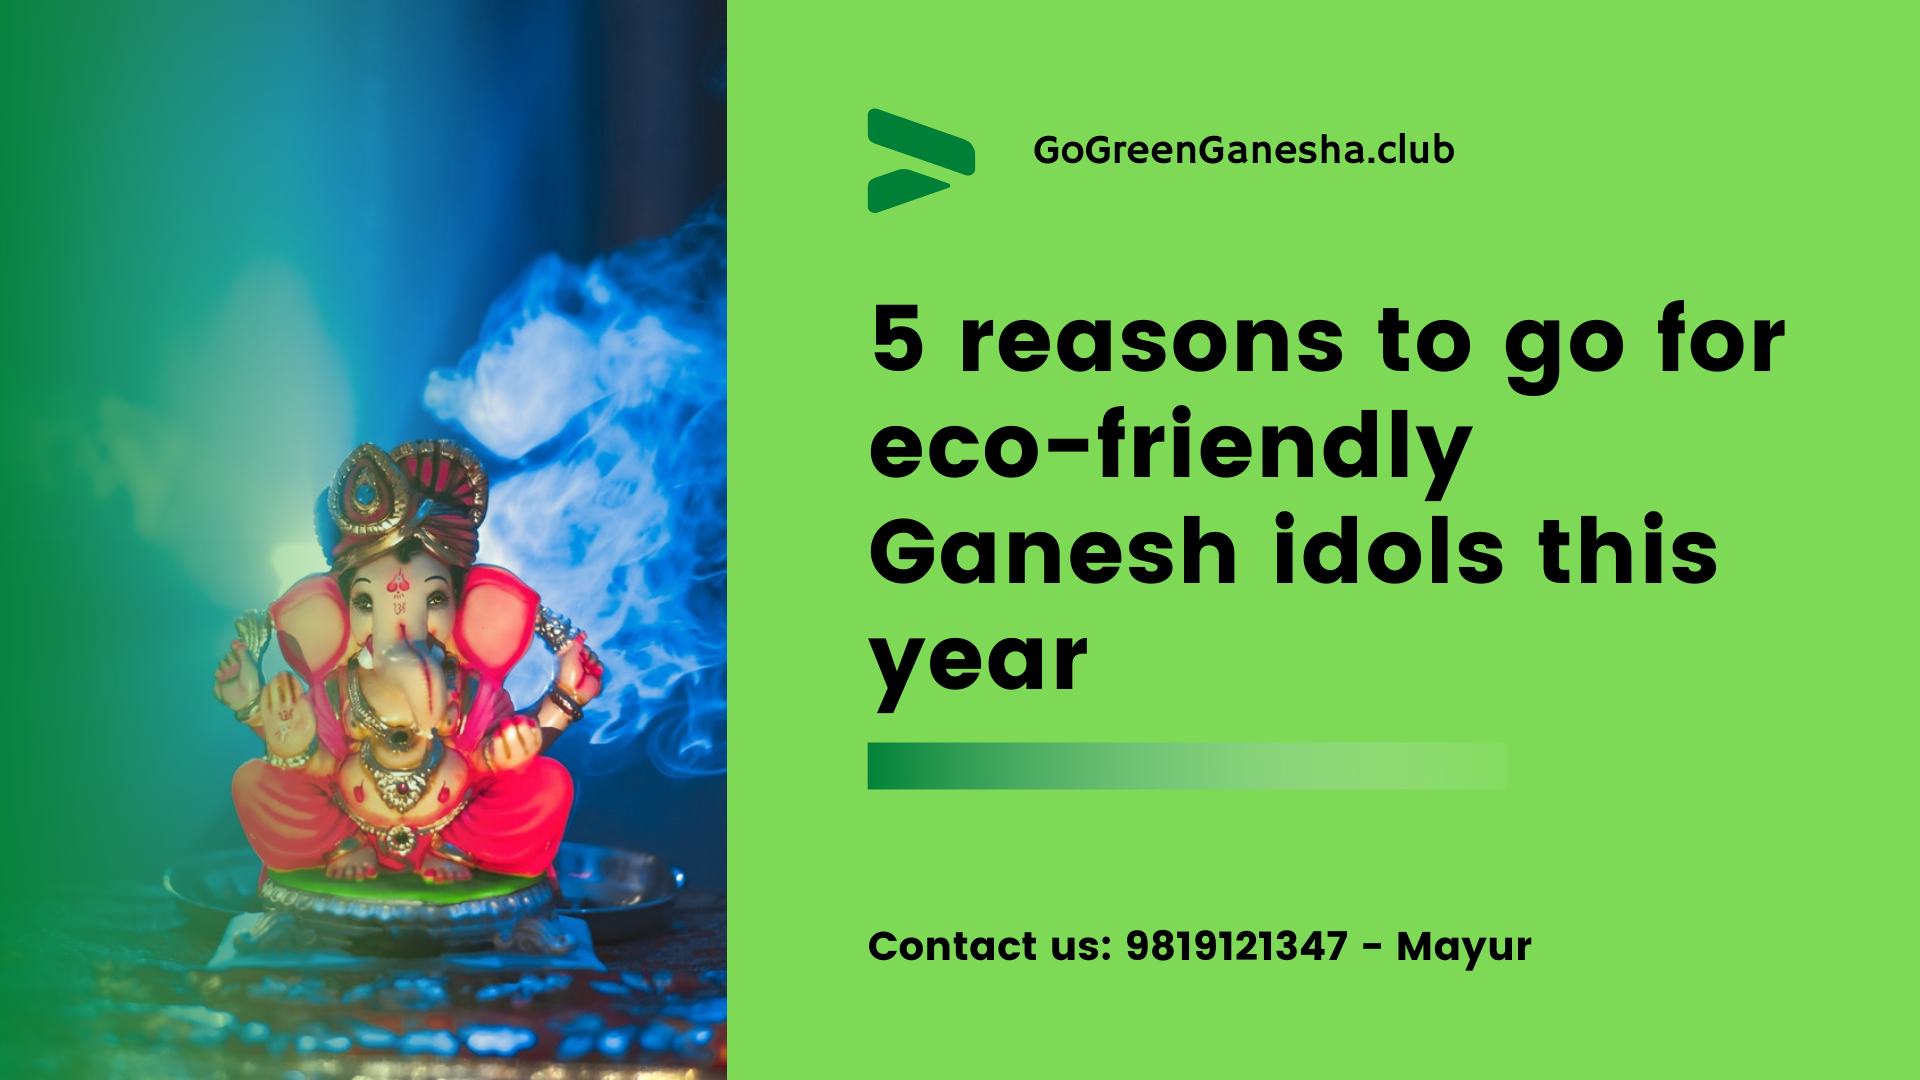 GoGreenGanesha.club
5 reasons to go for
eco-friendly
Ganesh idols this
year
Contact us: 9819121347 - Mayur